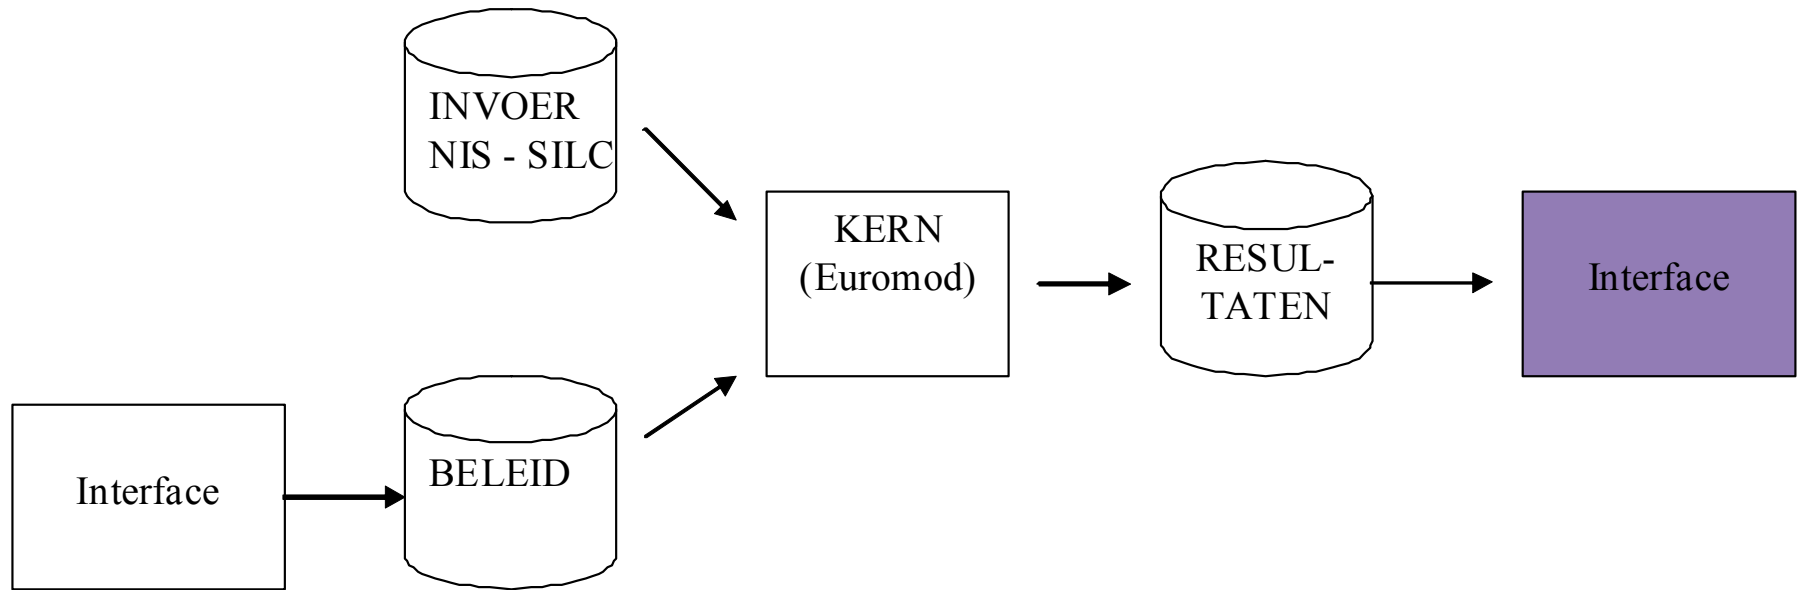 INVOER
NIS - SILC
KERN
(Euromod)
RESUL-
TATEN
Interface
Interface
BELEID